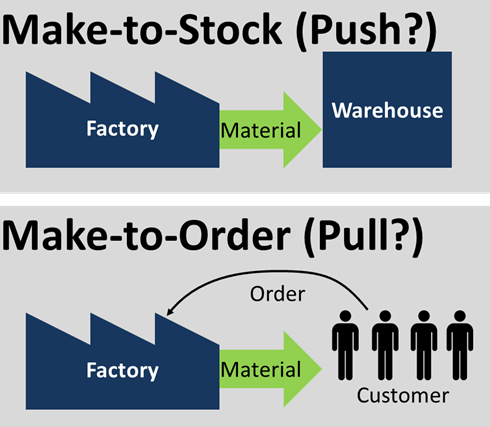 Make-to-Stock (Push?)
Factory
Material
Warehouse
Make-to-Order (Pull?)
Order
Factory
Material
Customer